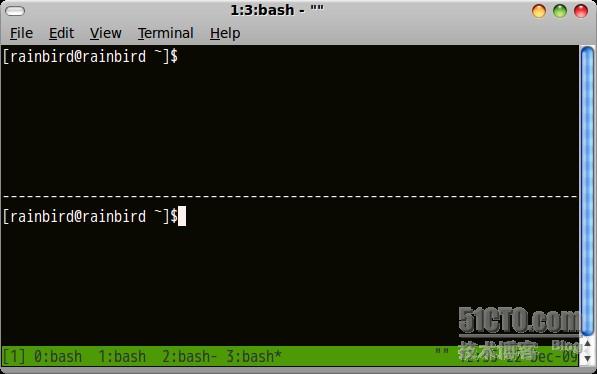 1:3:bash - ""
File Edit View Terminal Help
[rainbird@rainbird ~]$
[rainbird@rainbird ~]$
51CTO.com
技术博客 Blog
[1] 0:bash 1:bash 2:bash- 3:bash* "" Dec-09